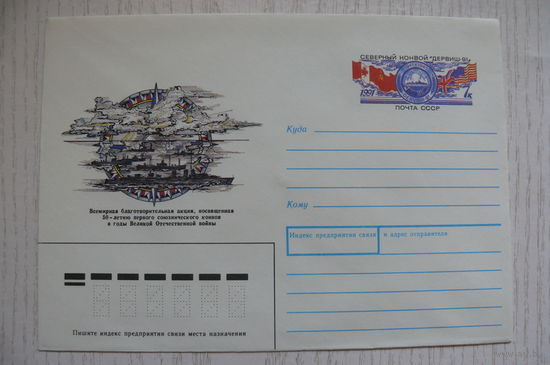 СЕВЕРНЫЙ КОНВОЙ "ДЕРВИШ-91"
1991
7к
ПОЧТА СССР
Куда
Всемирная благотворительная акция, посвященная
50-летию первого союзнического конвоя
в годы Великой Отечественной войны
Кому
Индекс предприятия связи и адрес отправителя
Пишите индекс предприятия связи места назначения